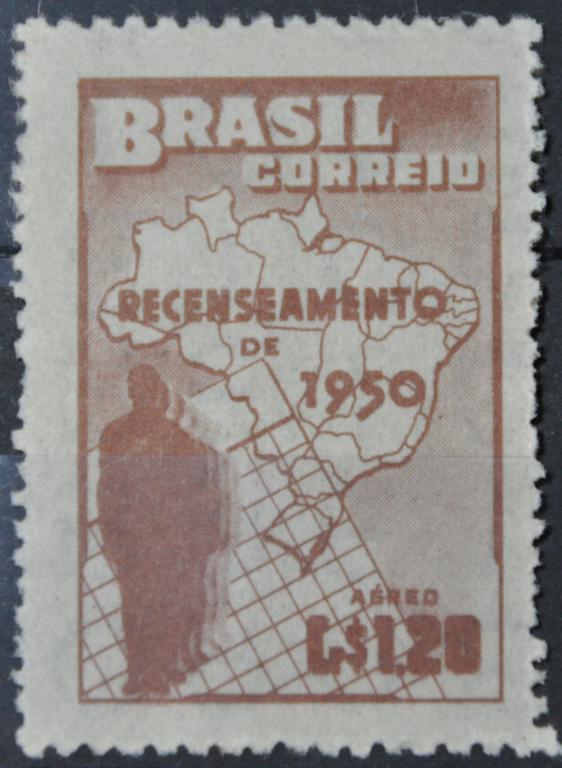 BRASIL
CORREIO
RECENSEAMENTO
DE
1950
AÉREO
Cr$1,20